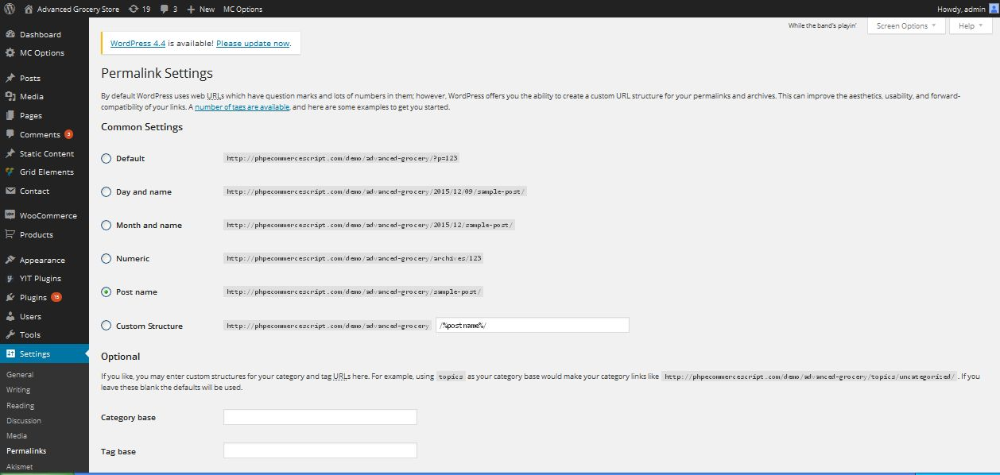 Advanced Grocery Store 19 3 New MC Options Howdy, admin
While the band's playin' Screen Options Help
Dashboard
MC Options
Posts
Media
Pages
Comments 3
Static Content
Grid Elements
Contact
WooCommerce
Products
Appearance
YIT Plugins
Plugins 15
Users
Tools
Settings
General
Writing
Reading
Discussion
Media
Permalinks
Akismet
WordPress 4.4 is available! Please update now.
Permalink Settings
By default WordPress uses web URLs which have question marks and lots of numbers in them; however, WordPress offers you the ability to create a custom URL structure for your permalinks and archives. This can improve the aesthetics, usability, and forward-
compatibility of your links. A number of tags are available, and here are some examples to get you started.
Common Settings
Default http://phpecommercescript.com/demo/advanced-grocery/?p=123
Day and name http://phpecommercescript.com/demo/advanced-grocery/2015/12/09/sample-post/
Month and name http://phpecommercescript.com/demo/advanced-grocery/2015/12/sample-post/
Numeric http://phpecommercescript.com/demo/advanced-grocery/archives/123
Post name http://phpecommercescript.com/demo/advanced-grocery/sample-post/
Custom Structure http://phpecommercescript.com/demo/advanced-grocery /%postname%/
Optional
If you like, you may enter custom structures for your category and tag URLs here. For example, using topics as your category base would make your category links like http://phpecommercescript.com/demo/advanced-grocery/topics/uncategorized/ . If you
leave these blank the defaults will be used.
Category base
Tag base